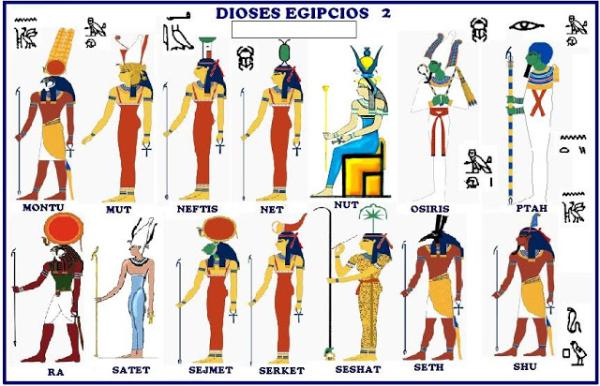 DIOSES EGIPCIOS 2
MONTU MUT NEFTIS NET NUT OSIRIS PTAH
RA SATET SEJMET SERKET SESHAT SETH SHU